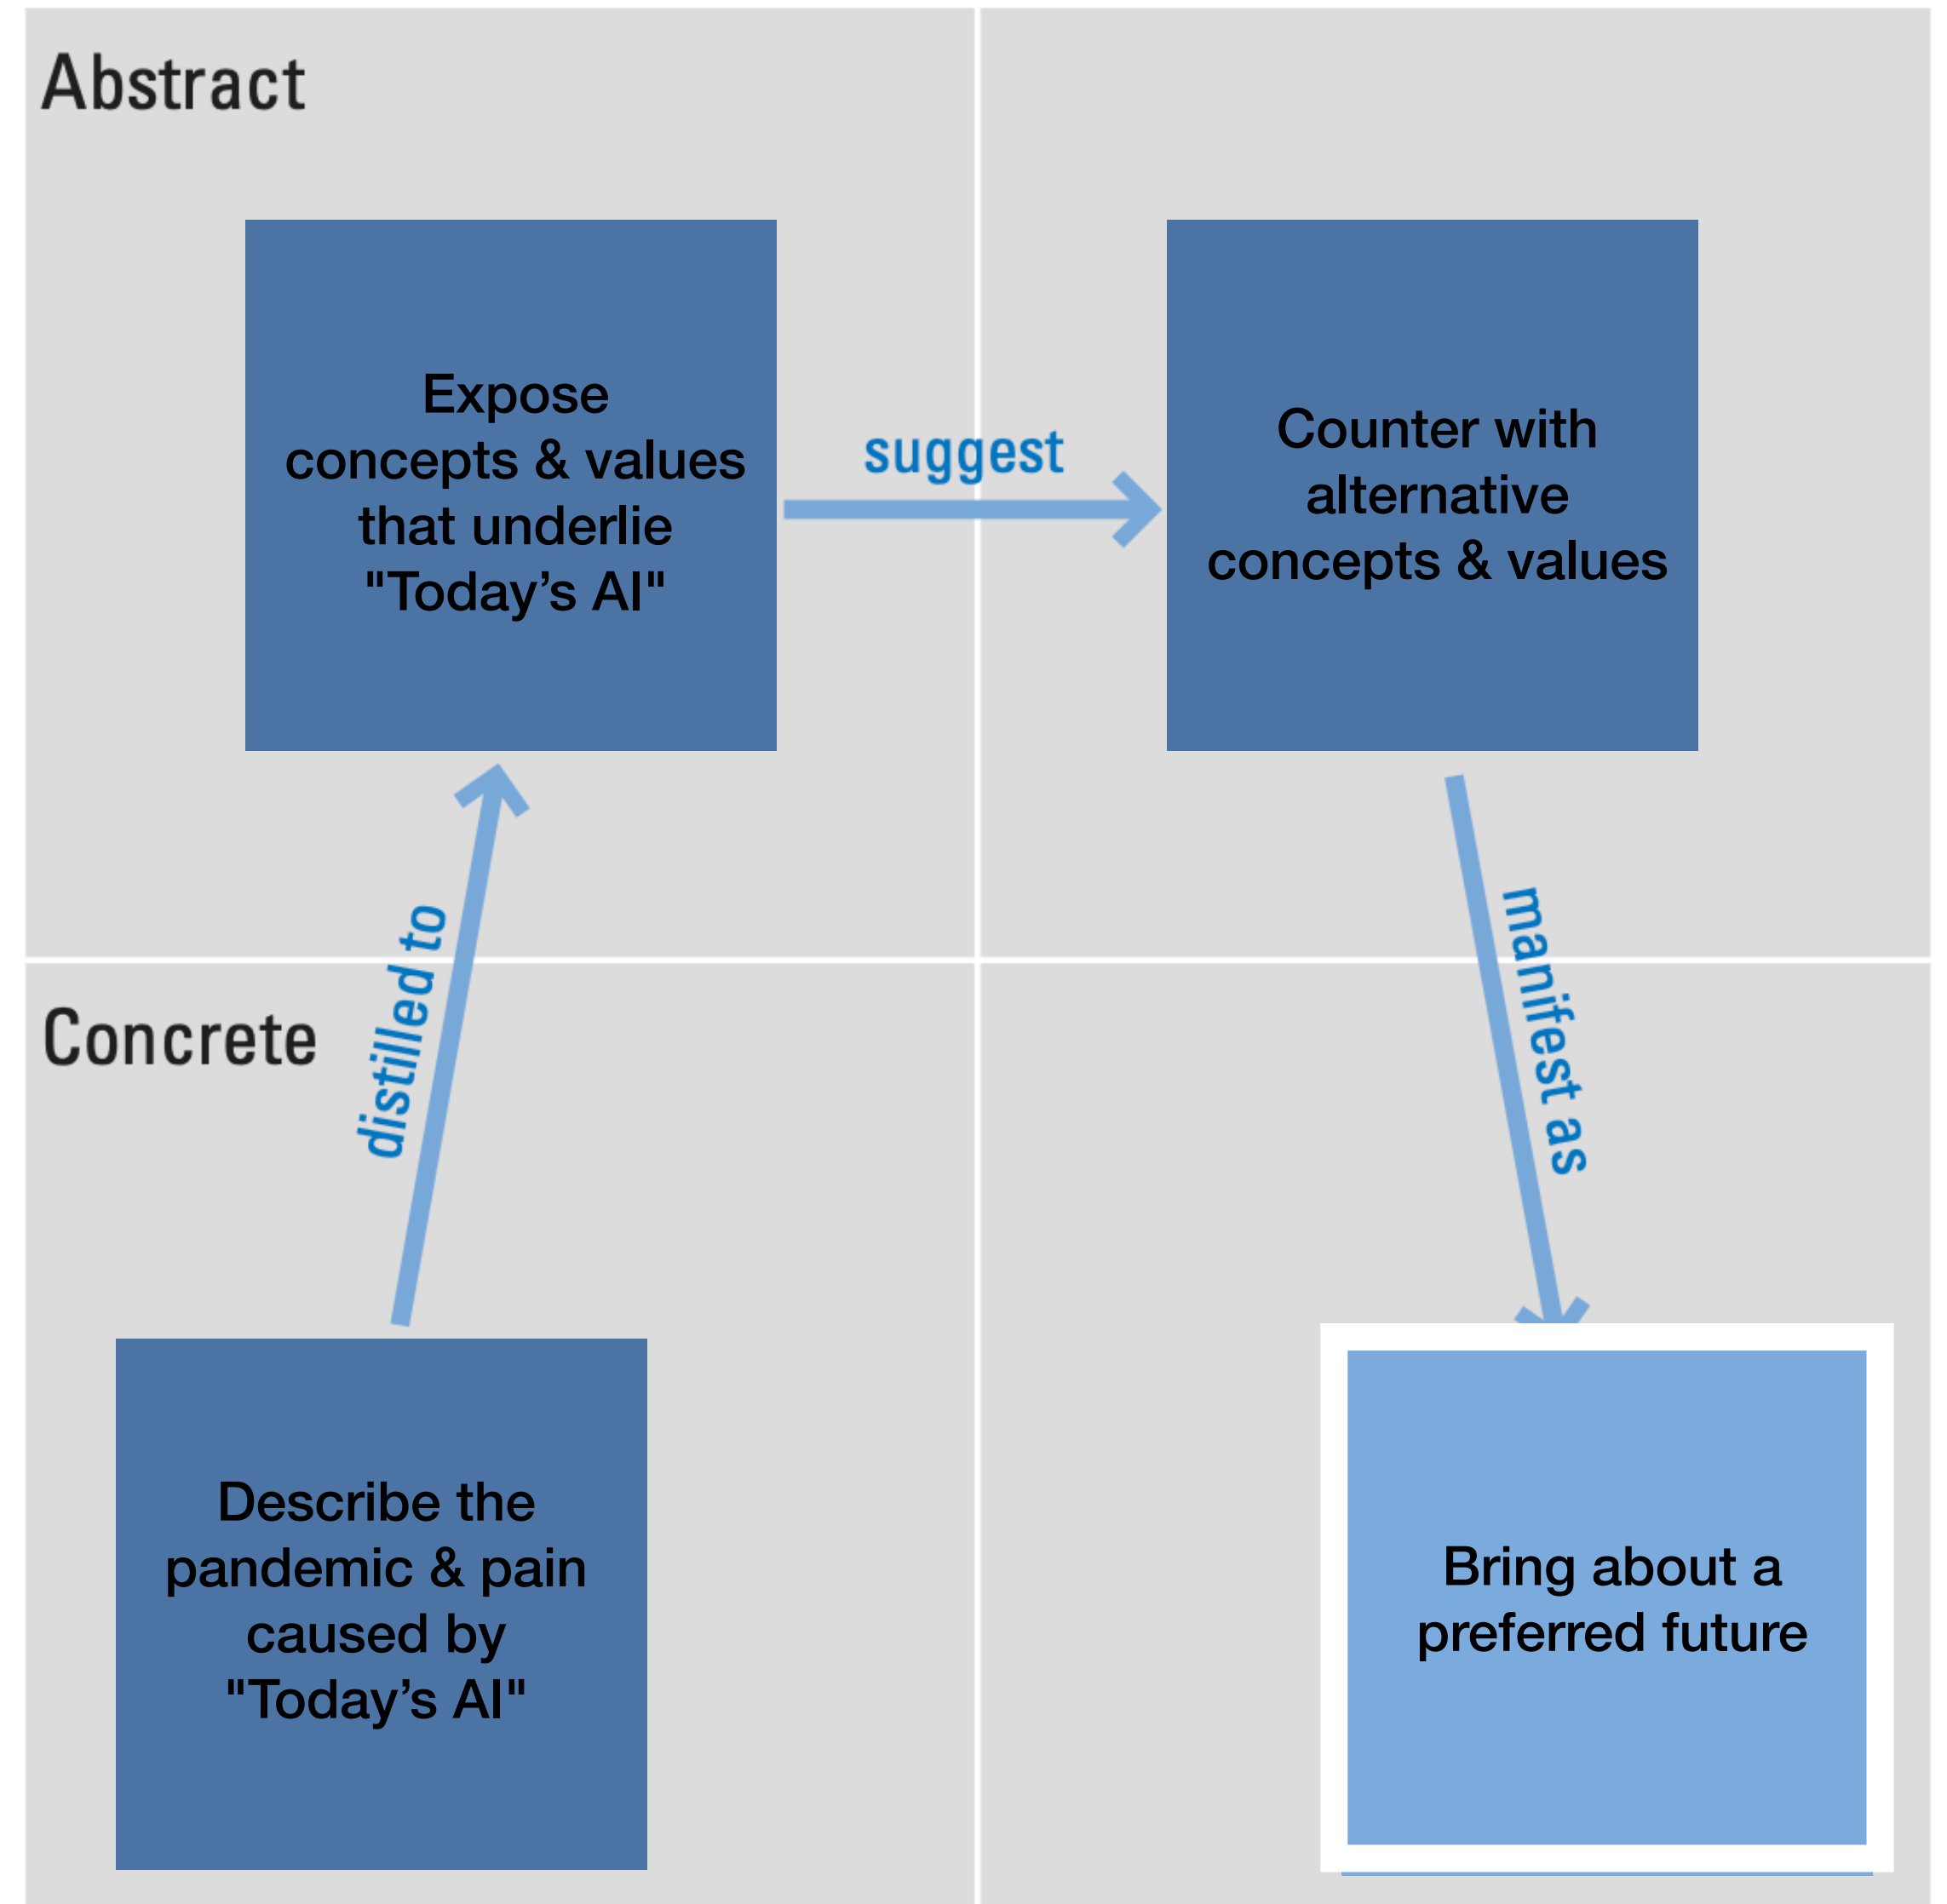 Abstract
Expose
concepts & values
that underlie
"Today’s AI"
suggest
Counter with
alternative
concepts & values
distilled to
manifest as
Concrete
Describe the
pandemic & pain
caused by
"Today’s AI"
Bring about a
preferred future